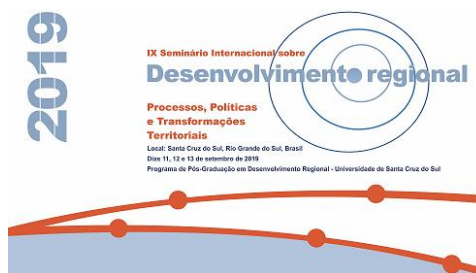 2019
IX Seminário Internacional sobre
Desenvolvimento regional
Processos, Políticas
e Transformações
Territoriais
Local: Santa Cruz do Sul, Rio Grande do Sul, Brasil
Dias 11, 12 e 13 de setembro de 2019
Programa de Pós-Graduação em Desenvolvimento Regional - Universidade de Santa Cruz do Sul